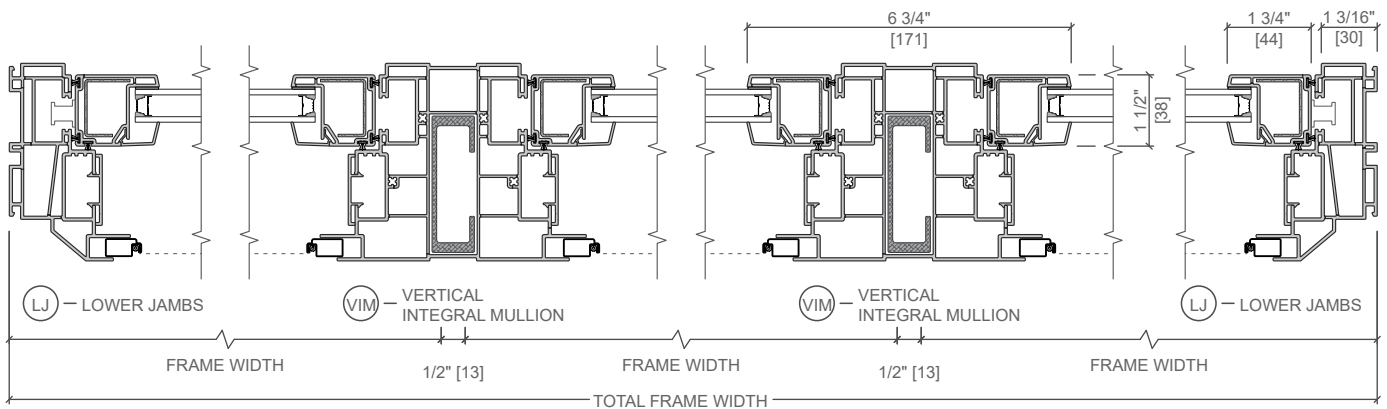 6 3/4"
[171]
1 3/4"
[44]
1 3/16"
[30]
1 1/2"
[38]
LJ – LOWER JAMBS
VIM – VERTICAL
INTEGRAL MULLION
VIM – VERTICAL
INTEGRAL MULLION
LJ – LOWER JAMBS
FRAME WIDTH
1/2" [13]
FRAME WIDTH
1/2" [13]
FRAME WIDTH
TOTAL FRAME WIDTH